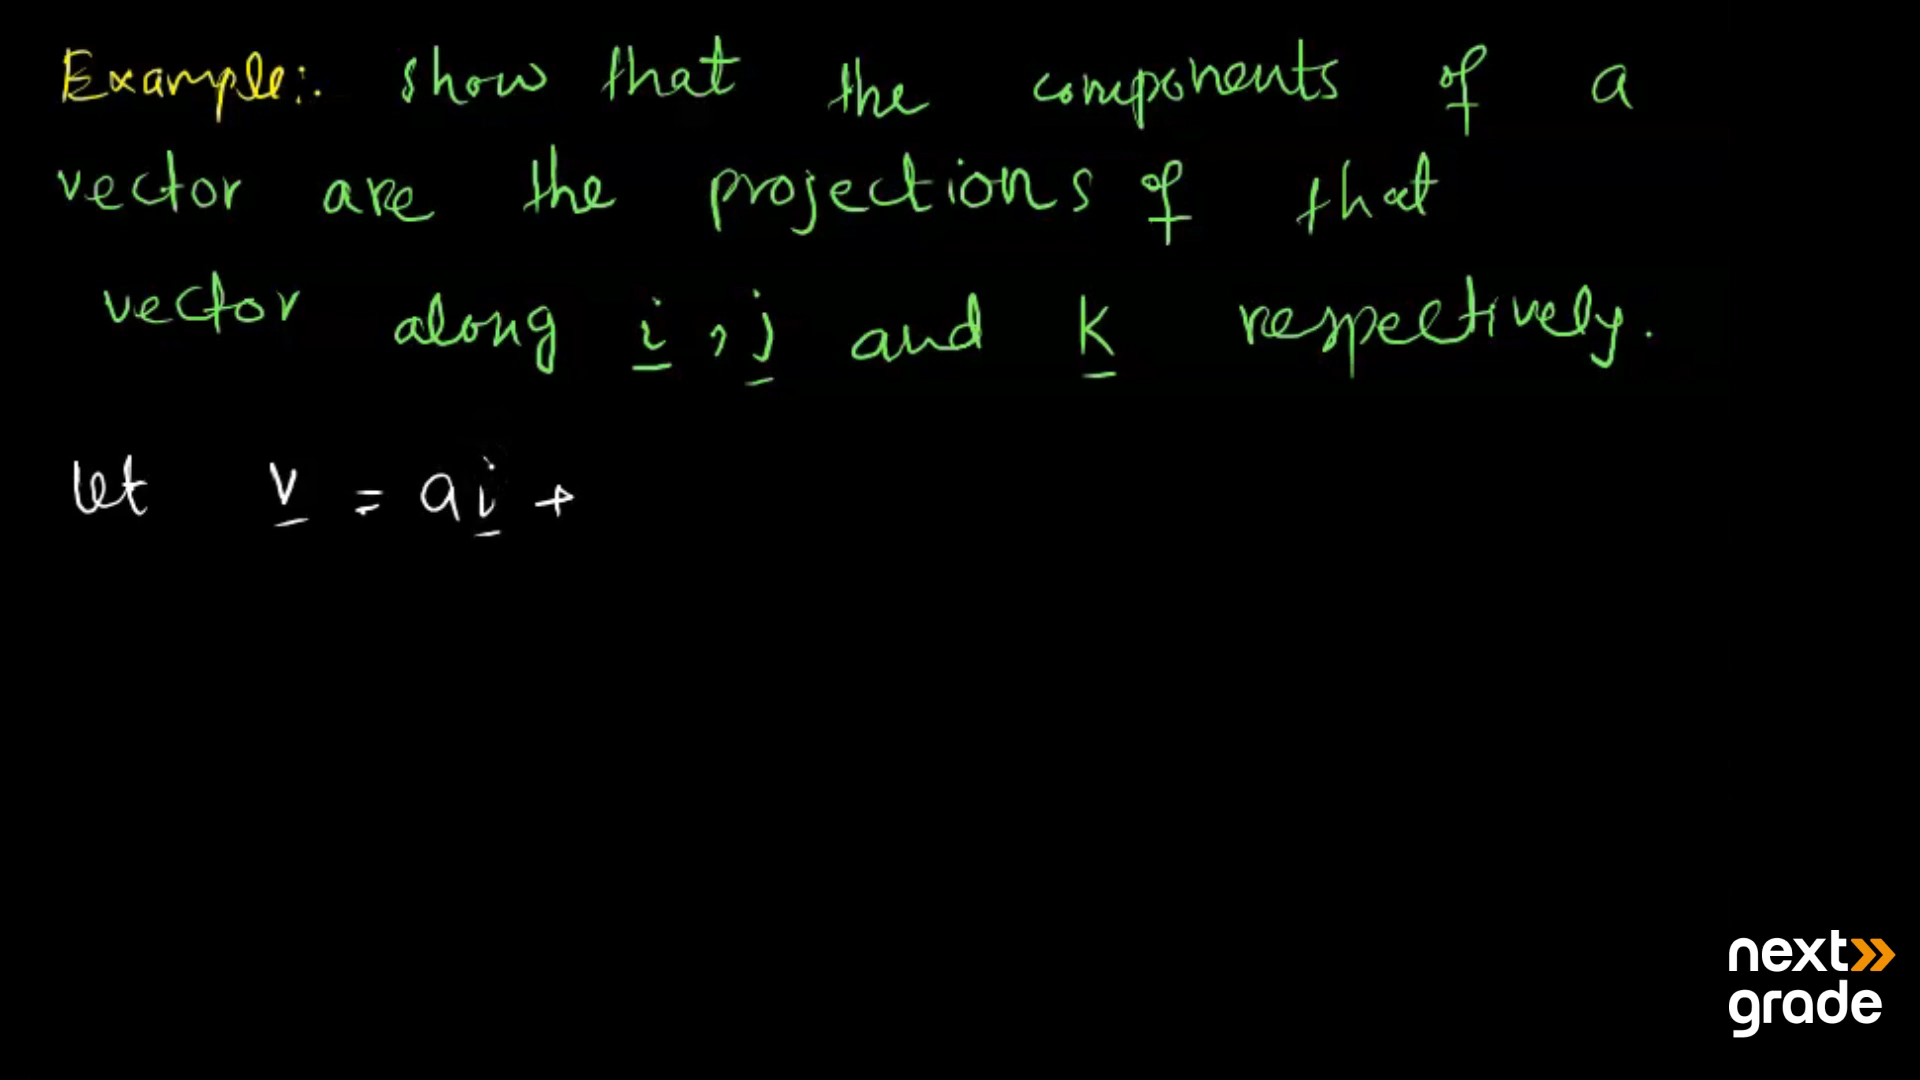 Example:. show that the components of a
vector are the projections of that
vector along i, j and k respectively.
let v = ai +
next
grade